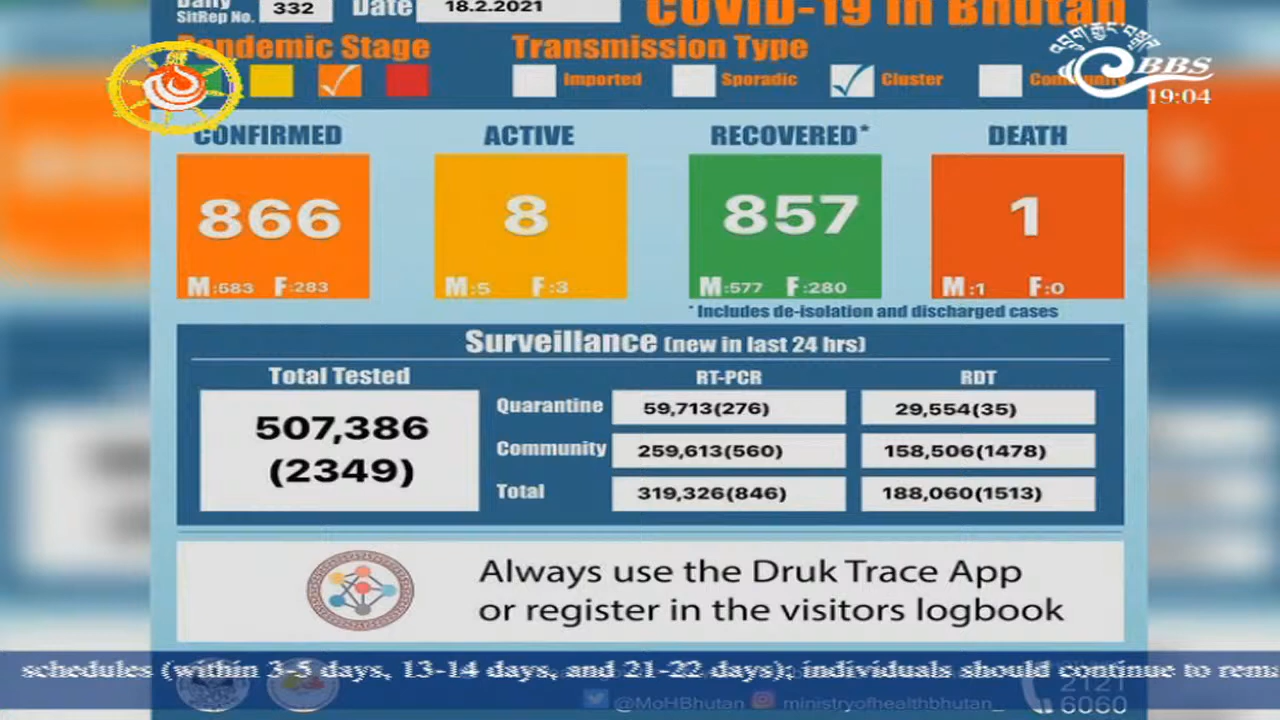 Daily
SitRep No. 332 Date 18.2.2021 COVID-19 in Bhutan
Pandemic Stage Transmission Type
Imported Sporadic Cluster Community
BBS
19:04
CONFIRMED ACTIVE RECOVERED* DEATH
866 8 857 1
M:583 F:283 M:5 F:3 M:577 F:280 M:1 F:0
* Includes de-isolation and discharged cases
Surveillance (new in last 24 hrs)
Total Tested RT-PCR RDT
507,386
(2349)
Quarantine 59,713(276) 29,554(35)
Community 259,613(560) 158,506(1478)
Total 319,326(846) 188,060(1513)
Always use the Druk Trace App
or register in the visitors logbook
schedules (within 3-5 days, 13-14 days, and 21-22 days), individuals should continue to rema
2121
@MoHBhutan ministryofhealthbhutan_ 6060